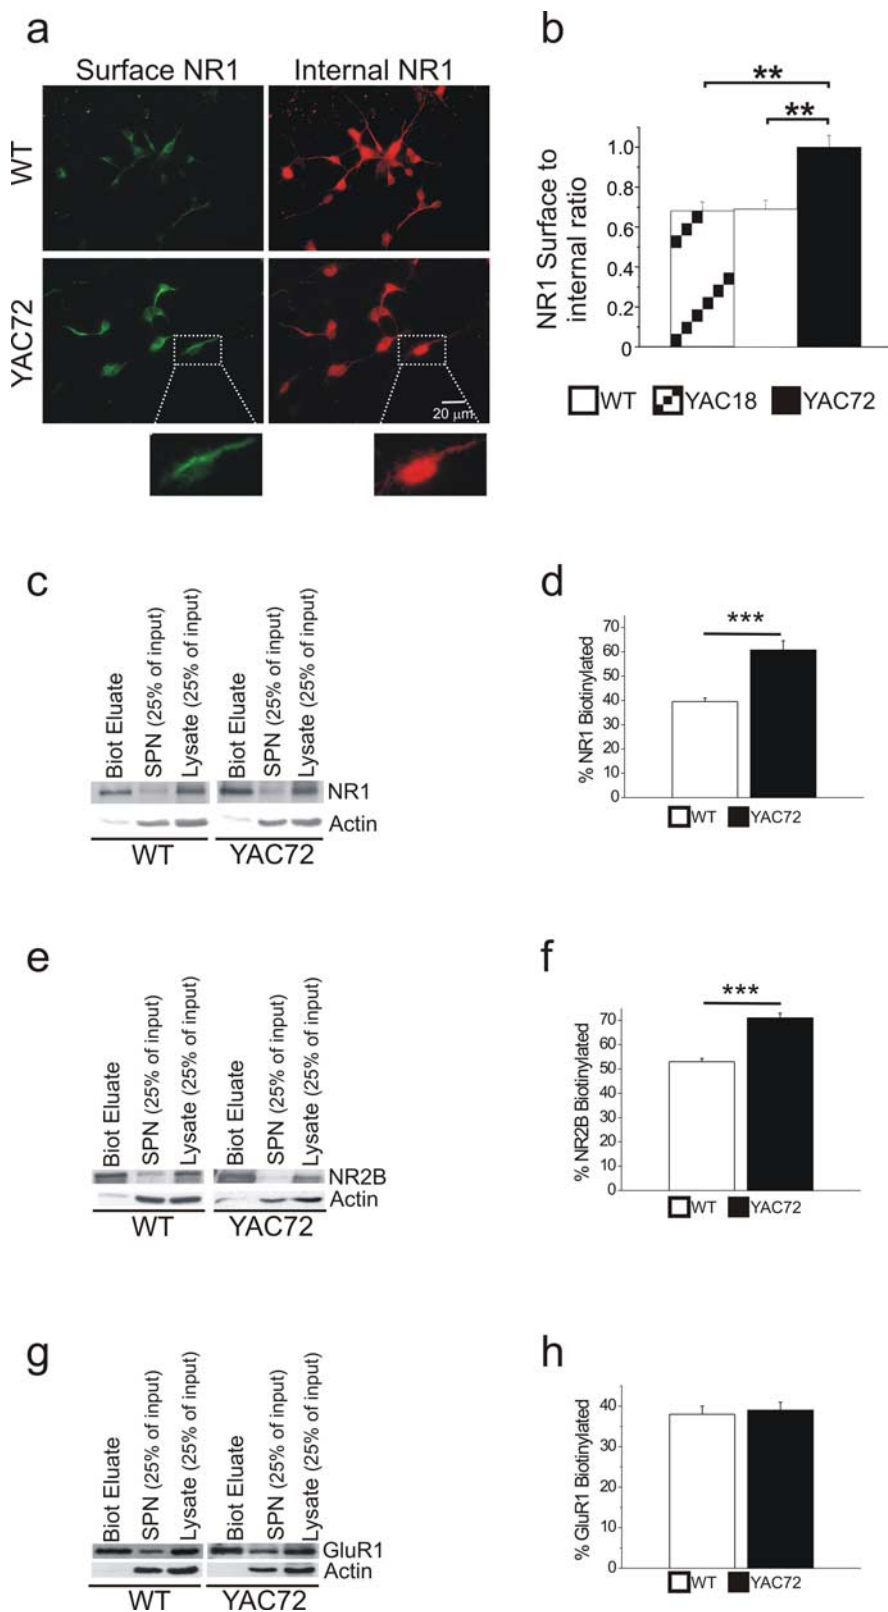 a
Surface NR1
Internal NR1
WT
YAC72
20 μm
b
**
**
NR1 Surface to
internal ratio
1.0
0.8
0.6
0.4
0.2
0
WT
YAC18
YAC72
c
Biot Eluate
SPN (25% of input)
Lysate (25% of input)
Biot Eluate
SPN (25% of input)
Lysate (25% of input)
NR1
Actin
WT
YAC72
d
***
% NR1 Biotinylated
70
60
50
40
30
20
10
0
WT
YAC72
e
Biot Eluate
SPN (25% of input)
Lysate (25% of input)
Biot Eluate
SPN (25% of input)
Lysate (25% of input)
NR2B
Actin
WT
YAC72
f
***
% NR2B Biotinylated
70
60
50
40
30
20
10
0
WT
YAC72
g
Biot Eluate
SPN (25% of input)
Lysate (25% of input)
Biot Eluate
SPN (25% of input)
Lysate (25% of input)
GluR1
Actin
WT
YAC72
h
% GluR1 Biotinylated
40
30
20
10
0
WT
YAC72